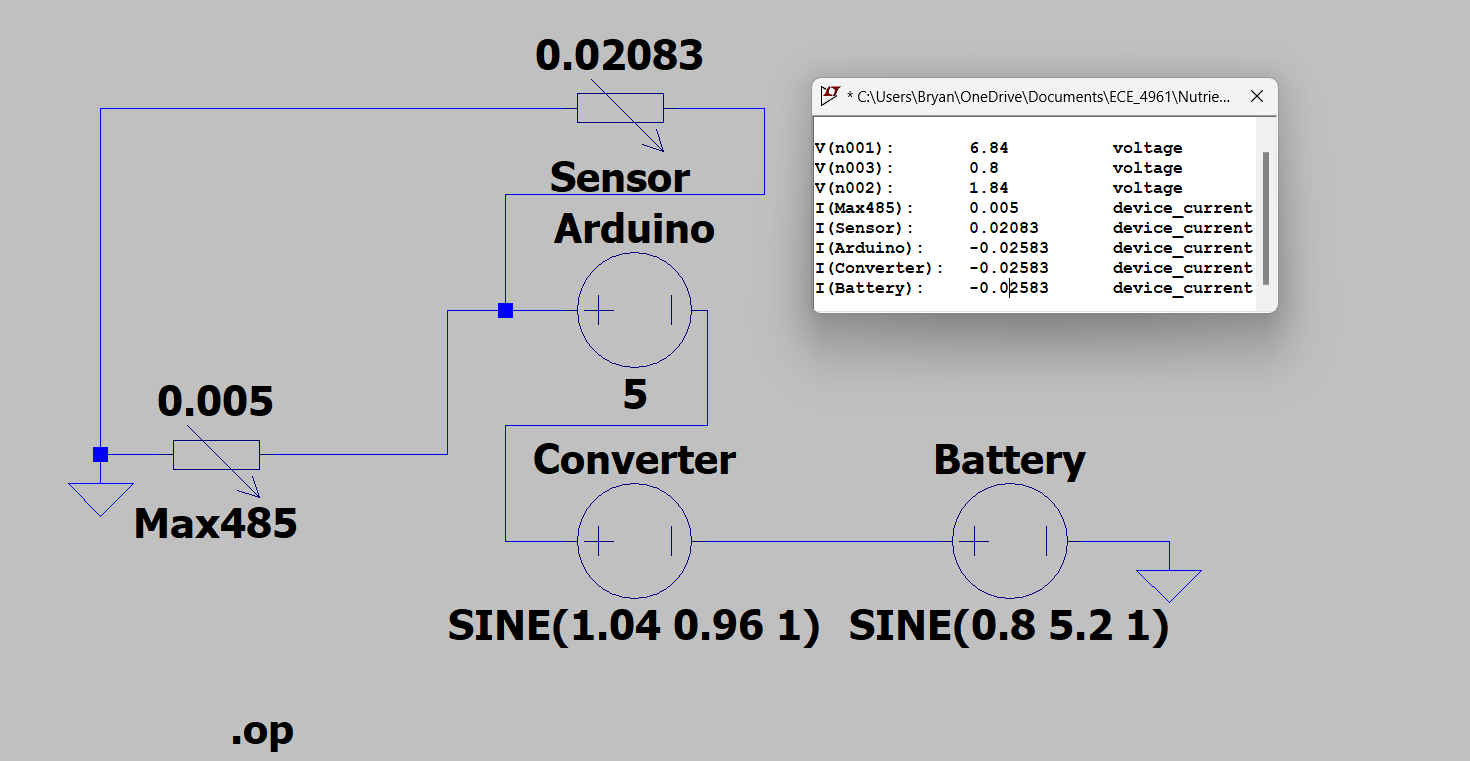 0.02083
Sensor
Arduino
5
0.005
Max485
Converter
SINE(1.04 0.96 1)
Battery
SINE(0.8 5.2 1)
.op
* C:\Users\Bryan\OneDrive\Documents\ECE_4961\Nutrie...
V(n001): 6.84 voltage
V(n003): 0.8 voltage
V(n002): 1.84 voltage
I(Max485): 0.005 device_current
I(Sensor): 0.02083 device_current
I(Arduino): -0.02583 device_current
I(Converter): -0.02583 device_current
I(Battery): -0.02583 device_current